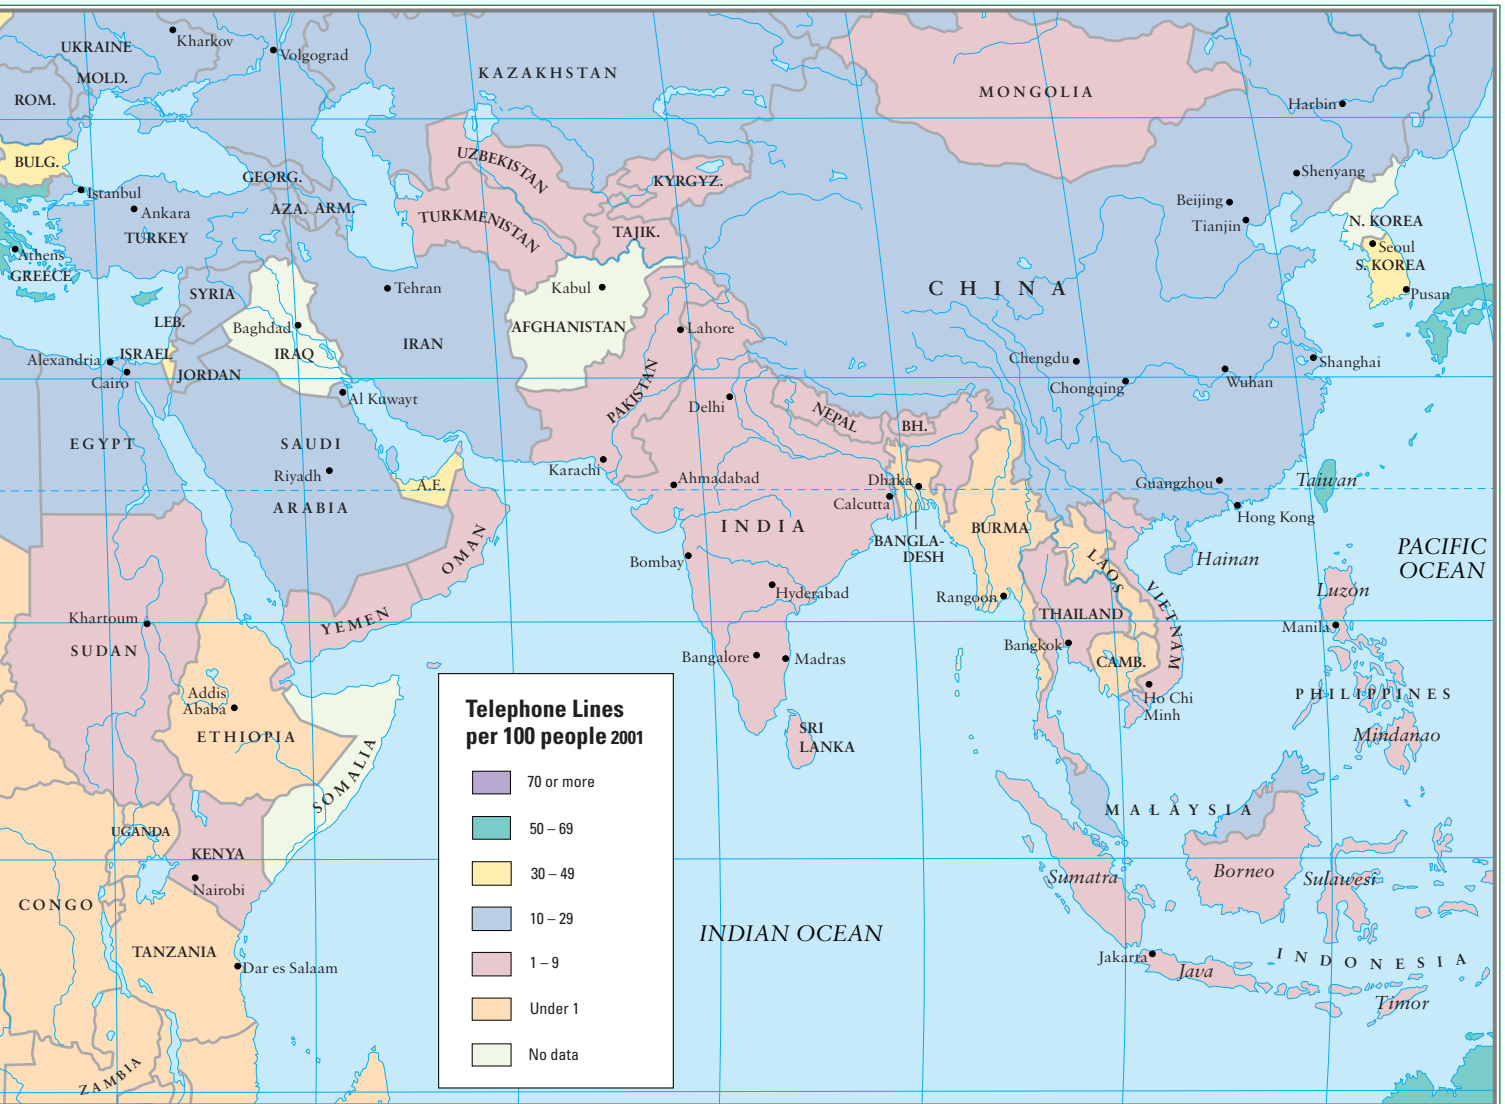 UKRAINE
Kharkov
Volgograd
MOLD.
ROM.
KAZAKHSTAN
MONGOLIA
Harbin
BULG.
UZBEKISTAN
KYRGYZ.
Shenyang
GEORG.
Istanbul
Ankara
AZA.
ARM.
TURKMENISTAN
TAJIK.
Beijing
Tianjin
N. KOREA
TURKEY
Athens
GREECE
Seoul
S. KOREA
SYRIA
Tehran
Kabul
CHINA
Pusan
LEB.
Baghdad
AFGHANISTAN
Lahore
IRAN
Alexandria
ISRAEL
IRAQ
Cairo
JORDAN
Chengdu
Shanghai
Chongqing
Wuhan
Al Kuwayt
PAKISTAN
Delhi
NEPAL
BH.
EGYPT
SAUDI
Riyadh
ARABIA
A.E.
Karachi
Ahmadabad
Dhaka
Calcutta
Guangzhou
Taiwan
Hong Kong
INDIA
BURMA
BANGLA-
DESH
OMAN
Bombay
LAOS
Hainan
PACIFIC
OCEAN
Hyderabad
Rangoon
VIETNAM
Luzón
Khartoum
YEMEN
THAILAND
Manila
SUDAN
Bangalore
Madras
Bangkok
CAMB.
Addis
Ababa
Ho Chi
Minh
PHILIPPINES
ETHIOPIA
SRI
LANKA
Mindanao
SOMALIA
Telephone Lines
per 100 people 2001
70 or more
50 – 69
30 – 49
10 – 29
1 – 9
Under 1
No data
MALAYSIA
UGANDA
KENYA
Nairobi
Sumatra
Borneo
Sulawesi
CONGO
INDIAN OCEAN
TANZANIA
Dar es Salaam
Jakarta
Java
INDONESIA
Timor
ZAMBIA